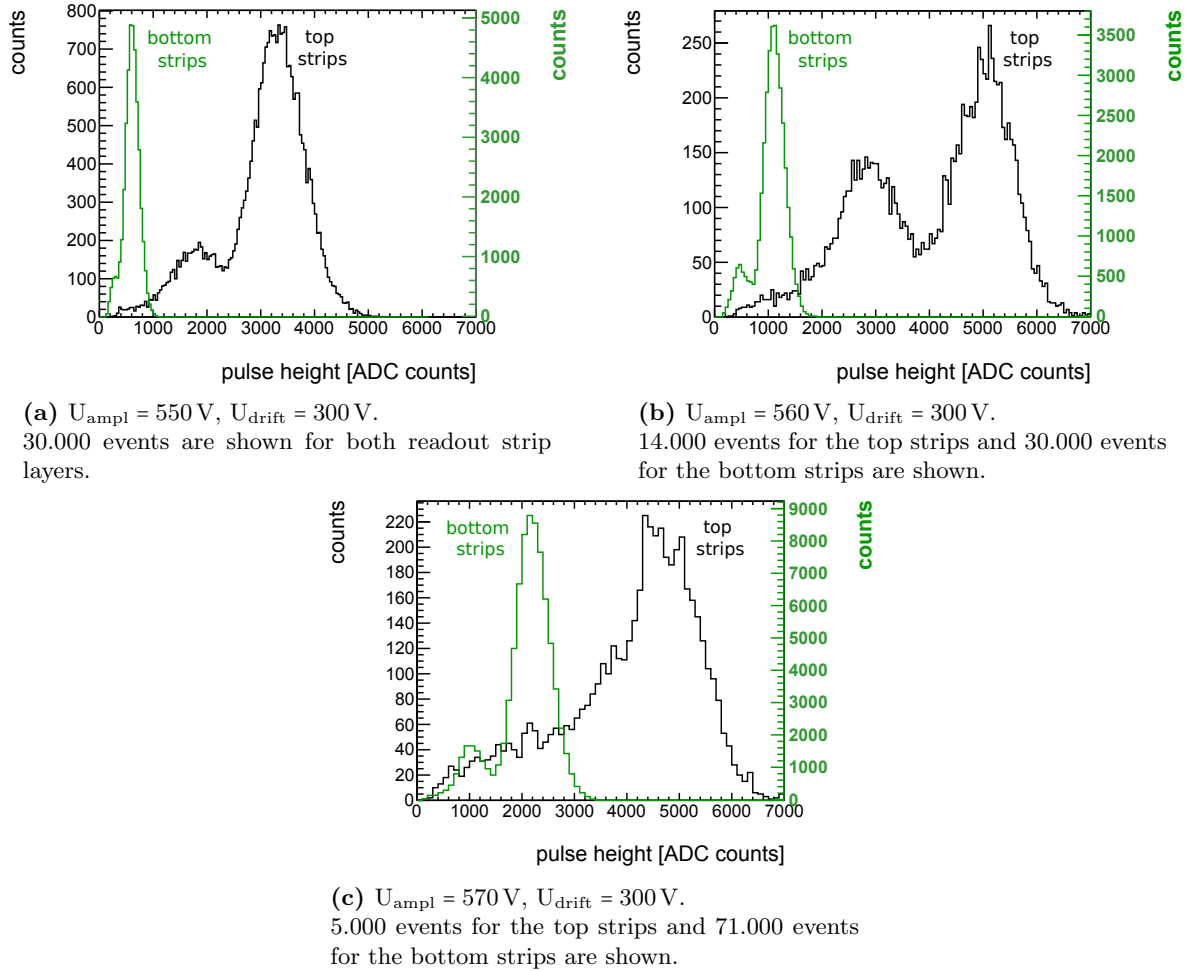 counts
800
700
600
500
400
300
200
100
0
bottom
strips
top
strips
5000
4000
3000
2000
1000
0
counts
0 1000 2000 3000 4000 5000 6000 7000
pulse height [ADC counts]
(a) U_ampl = 550 V, U_drift = 300 V.
30.000 events are shown for both readout strip
layers.
counts
250
200
150
100
50
0
bottom
strips
top
strips
3500
3000
2500
2000
1500
1000
500
0
counts
0 1000 2000 3000 4000 5000 6000 7000
pulse height [ADC counts]
(b) U_ampl = 560 V, U_drift = 300 V.
14.000 events for the top strips and 30.000 events
for the bottom strips are shown.
counts
220
200
180
160
140
120
100
80
60
40
20
0
bottom
strips
top
strips
9000
8000
7000
6000
5000
4000
3000
2000
1000
0
counts
0 1000 2000 3000 4000 5000 6000 7000
pulse height [ADC counts]
(c) U_ampl = 570 V, U_drift = 300 V.
5.000 events for the top strips and 71.000 events
for the bottom strips are shown.